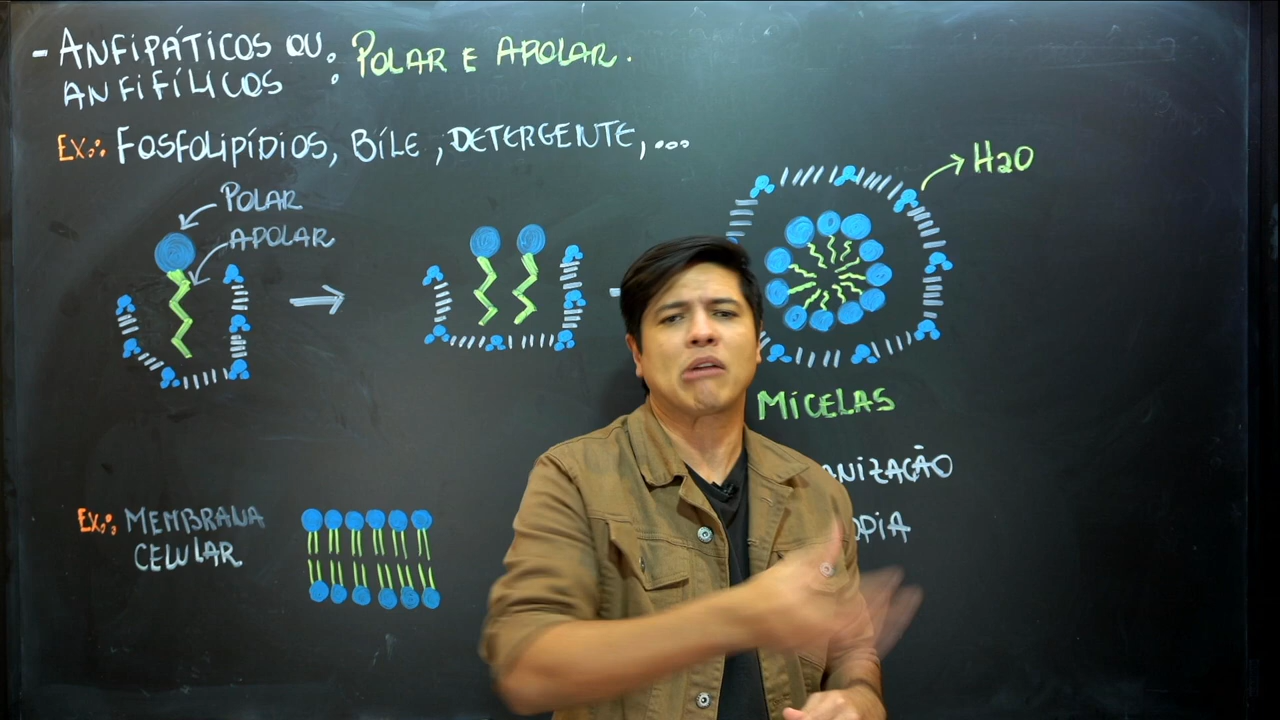 - ANFIPÁTICOS OU : POLAR E APOLAR.
ANFIFÍLICOS
EX.: FOSFOLIPÍDIOS, BÍLE, DETERGENTE, ...
POLAR
APOLAR
H2O
MICELAS
EX.: MEMBRANA
CELULAR